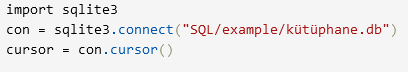 import sqlite3
con = sqlite3.connect("SQL/example/kütüphane.db")
cursor = con.cursor()